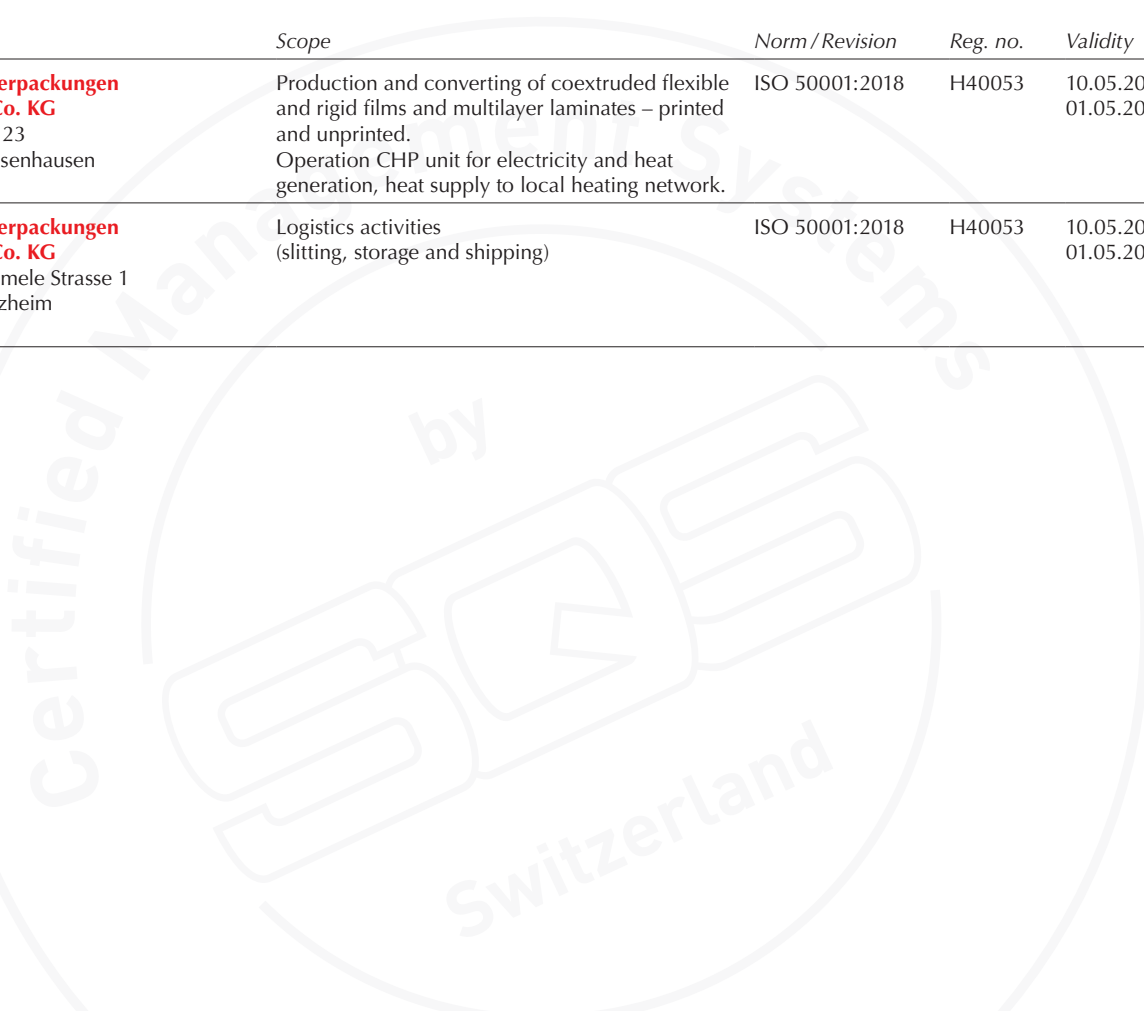 Scope Norm / Revision Reg. no. Validity
erpackungen Production and converting of coextruded flexible ISO 50001:2018 H40053 10.05.20
Co. KG and rigid films and multilayer laminates – printed 01.05.20
23 and unprinted.
senhausen Operation CHP unit for electricity and heat
generation, heat supply to local heating network.
erpackungen Logistics activities ISO 50001:2018 H40053 10.05.20
Co. KG (slitting, storage and shipping) 01.05.20
mele Strasse 1
zheim
Certified Management Systems
by
SQS
Switzerland